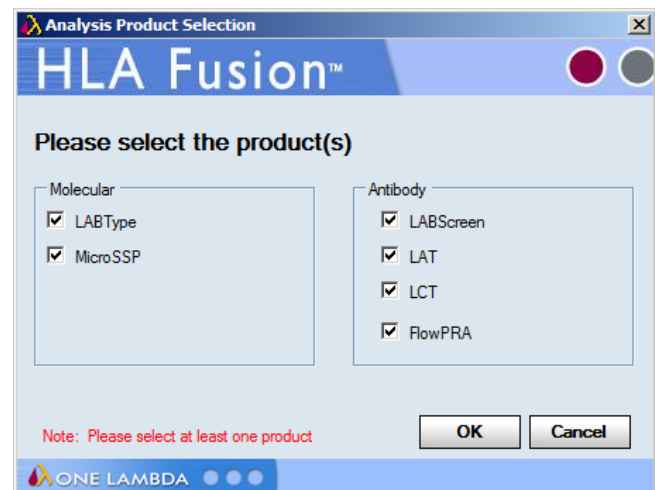 Analysis Product Selection
HLA Fusion™
Please select the product(s)
Molecular
LABType
MicroSSP
Antibody
LABScreen
LAT
LCT
FlowPRA
Note: Please select at least one product
OK
Cancel
ONE LAMBDA